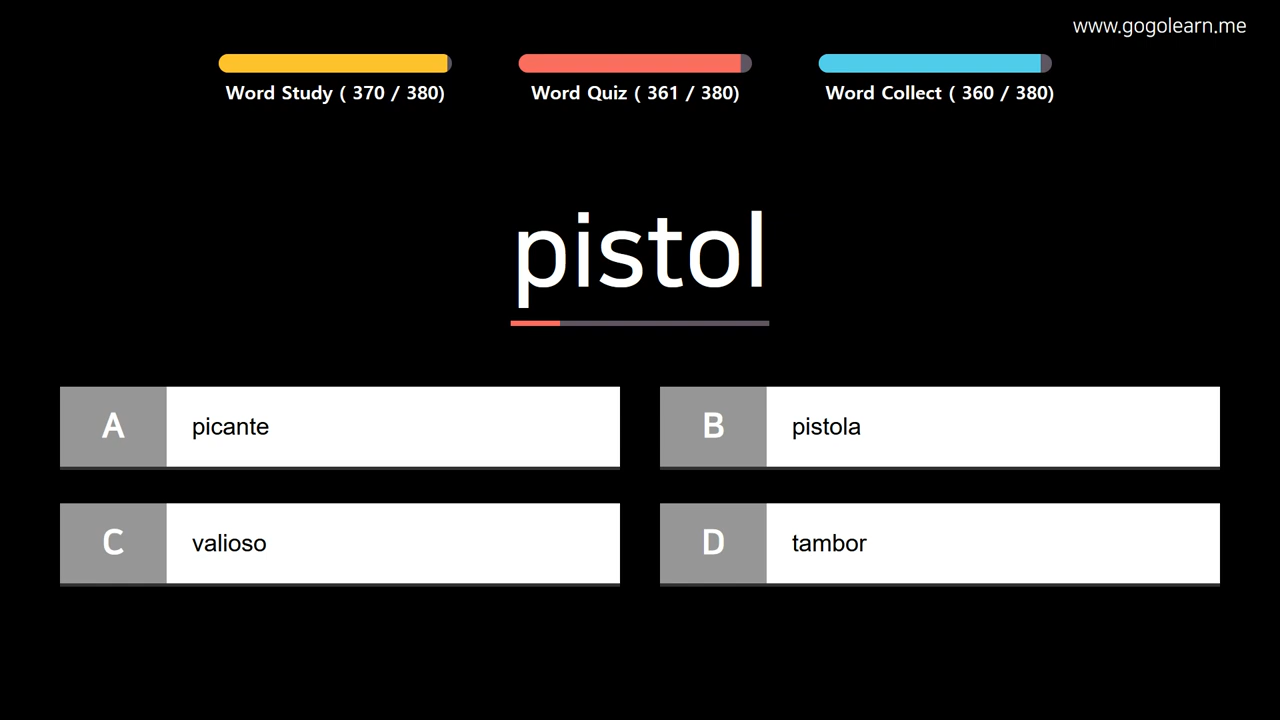 www.gogolearn.me
Word Study ( 370 / 380)
Word Quiz ( 361 / 380)
Word Collect ( 360 / 380)
pistol
A picante
B pistola
C valioso
D tambor